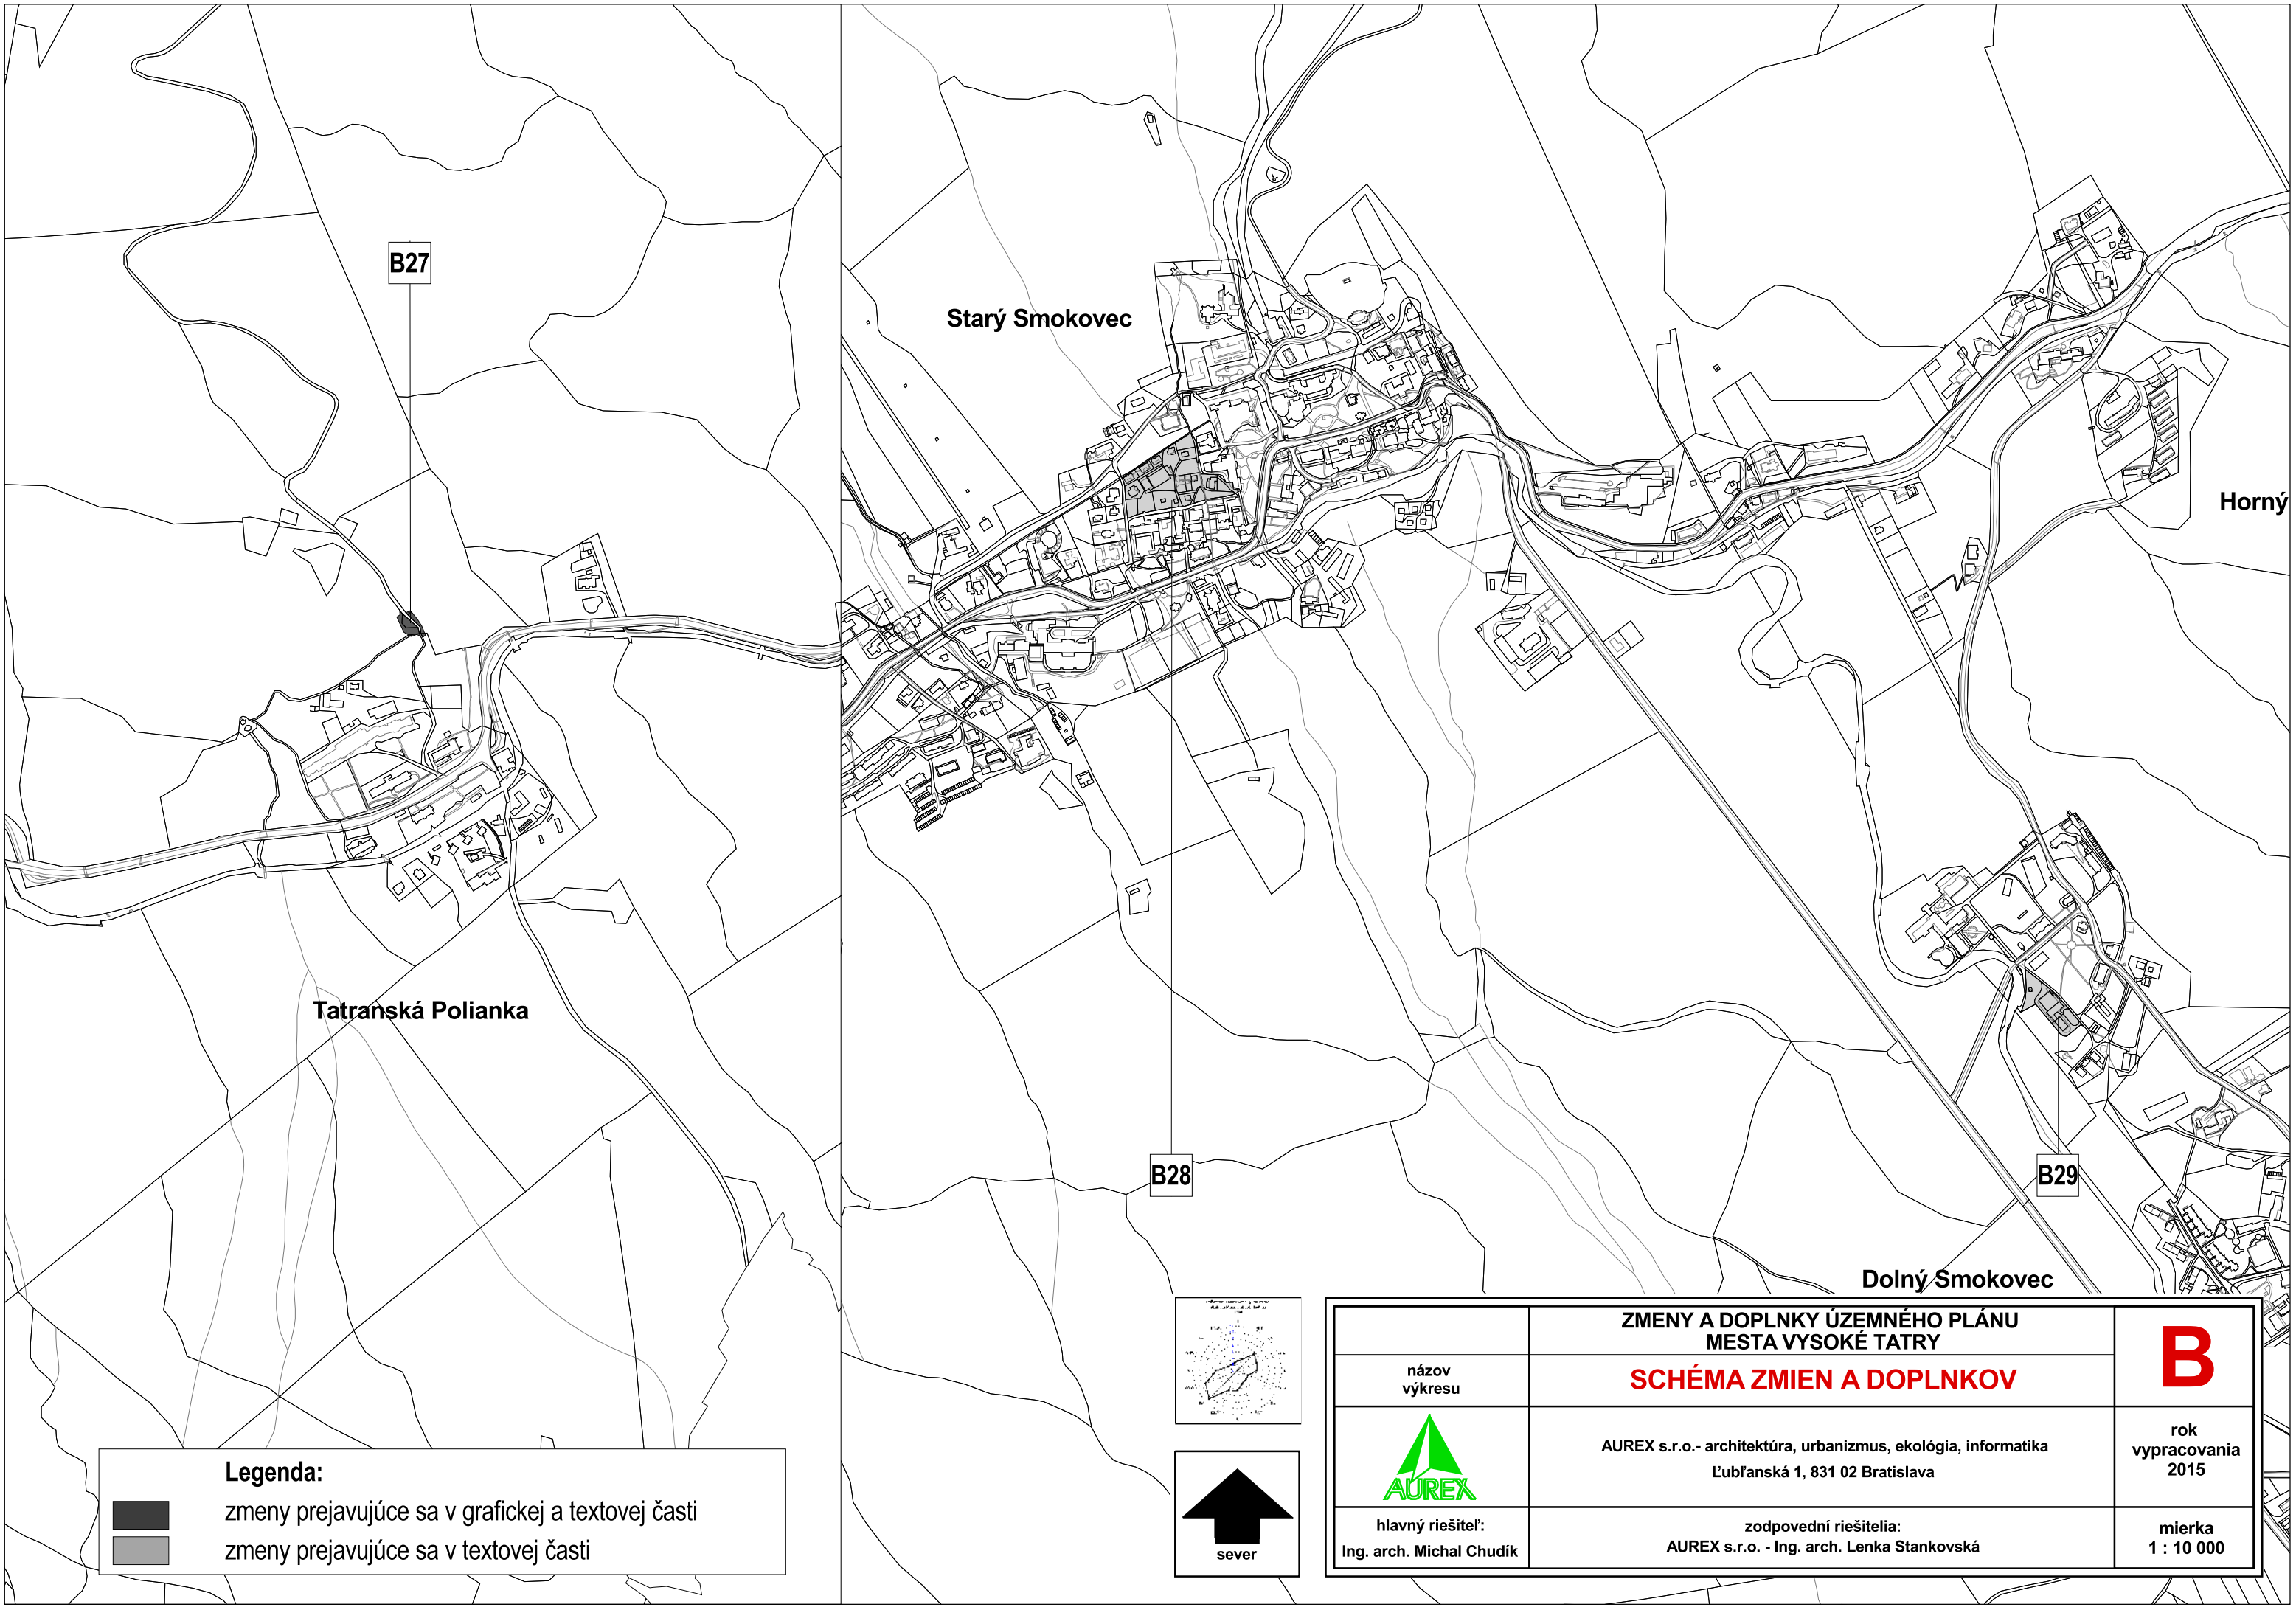 B27
Starý Smokovec
Horný
Tatranská Polianka
B28
B29
Dolný Smokovec
Legenda:
zmeny prejavujúce sa v grafickej a textovej časti
zmeny prejavujúce sa v textovej časti
sever
ZMENY A DOPLNKY ÚZEMNÉHO PLÁNU
MESTA VYSOKÉ TATRY
názov
výkresu
SCHÉMA ZMIEN A DOPLNKOV
B
AUREX
AUREX s.r.o.- architektúra, urbanizmus, ekológia, informatika
Ľubľanská 1, 831 02 Bratislava
rok
vypracovania
2015
hlavný riešiteľ:
Ing. arch. Michal Chudík
zodpovední riešitelia:
AUREX s.r.o. - Ing. arch. Lenka Stankovská
mierka
1 : 10 000